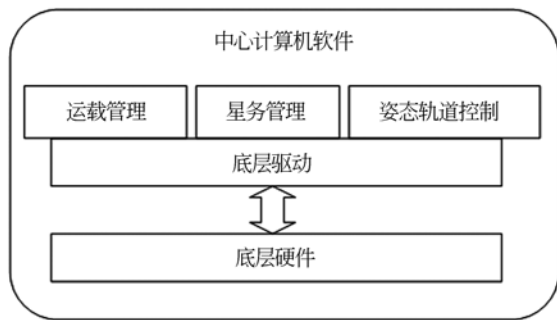 中心计算机软件
运载管理 星务管理 姿态轨道控制
底层驱动
底层硬件